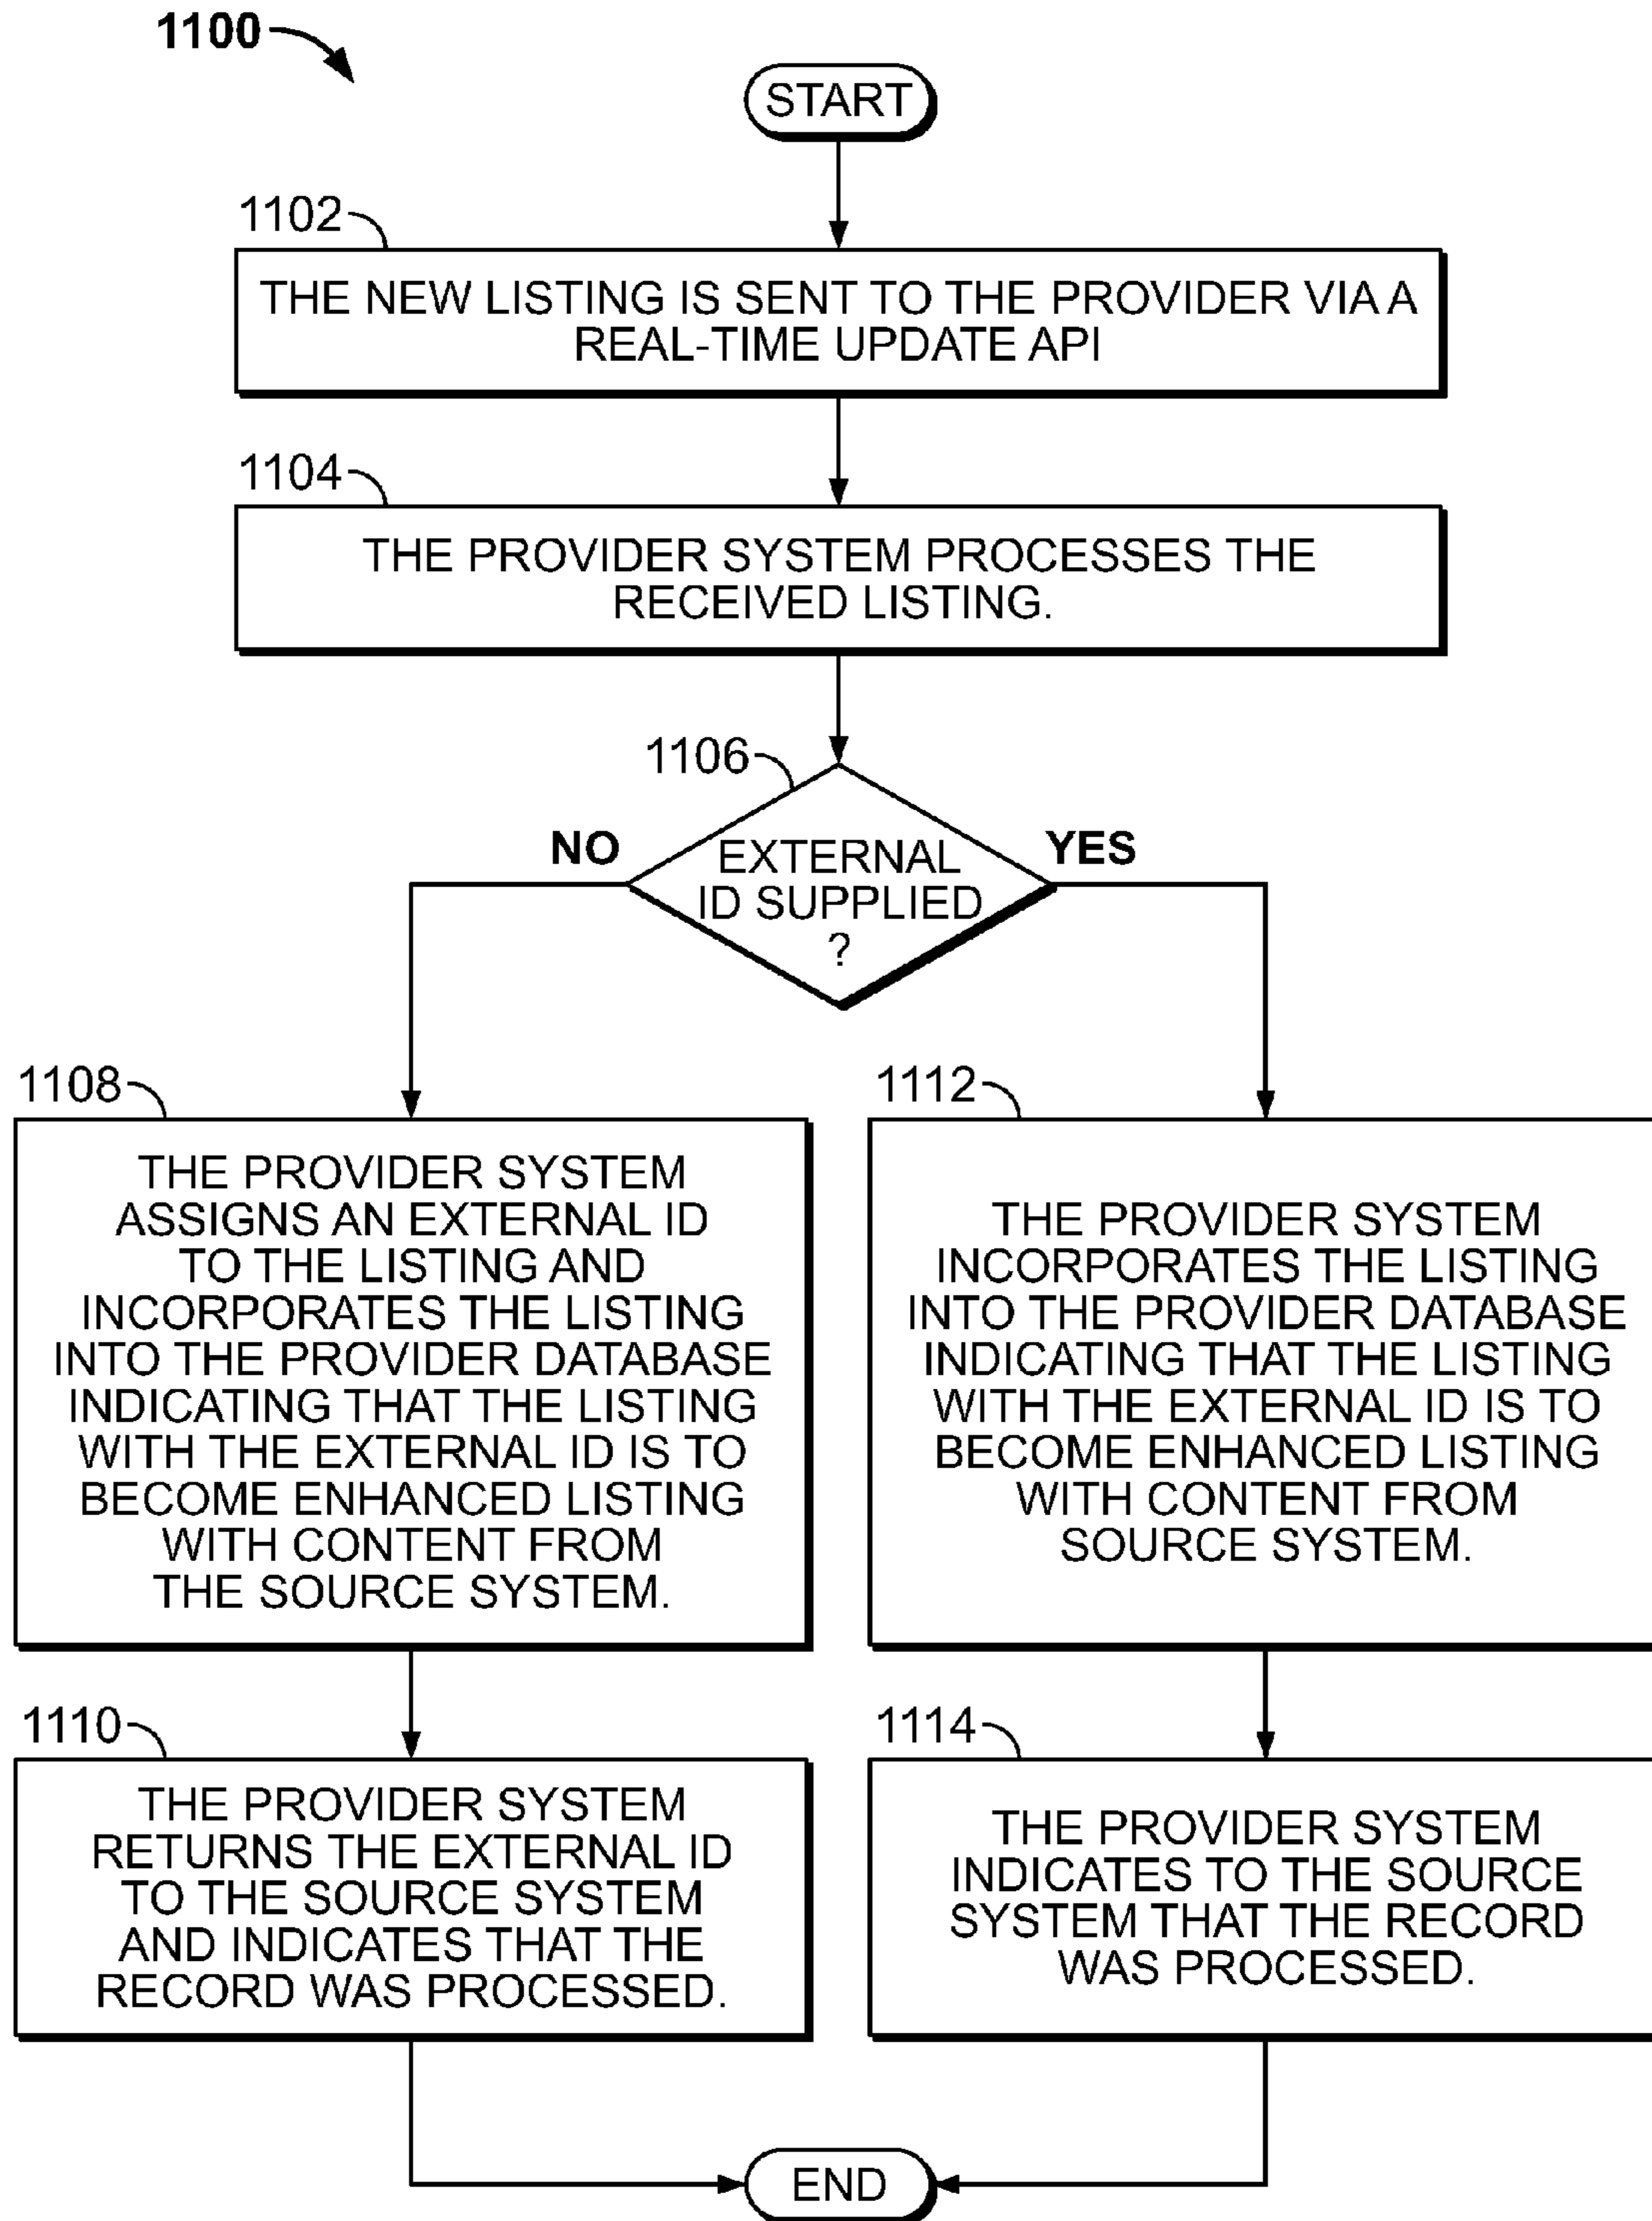 1100
START
1102
THE NEW LISTING IS SENT TO THE PROVIDER VIA A
REAL-TIME UPDATE API
1104
THE PROVIDER SYSTEM PROCESSES THE
RECEIVED LISTING.
1106
NO
YES
EXTERNAL
ID SUPPLIED
?
1108
THE PROVIDER SYSTEM
ASSIGNS AN EXTERNAL ID
TO THE LISTING AND
INCORPORATES THE LISTING
INTO THE PROVIDER DATABASE
INDICATING THAT THE LISTING
WITH THE EXTERNAL ID IS TO
BECOME ENHANCED LISTING
WITH CONTENT FROM
THE SOURCE SYSTEM.
1112
THE PROVIDER SYSTEM
INCORPORATES THE LISTING
INTO THE PROVIDER DATABASE
INDICATING THAT THE LISTING
WITH THE EXTERNAL ID IS TO
BECOME ENHANCED LISTING
WITH CONTENT FROM
SOURCE SYSTEM.
1110
THE PROVIDER SYSTEM
RETURNS THE EXTERNAL ID
TO THE SOURCE SYSTEM
AND INDICATES THAT THE
RECORD WAS PROCESSED.
1114
THE PROVIDER SYSTEM
INDICATES TO THE SOURCE
SYSTEM THAT THE RECORD
WAS PROCESSED.
END